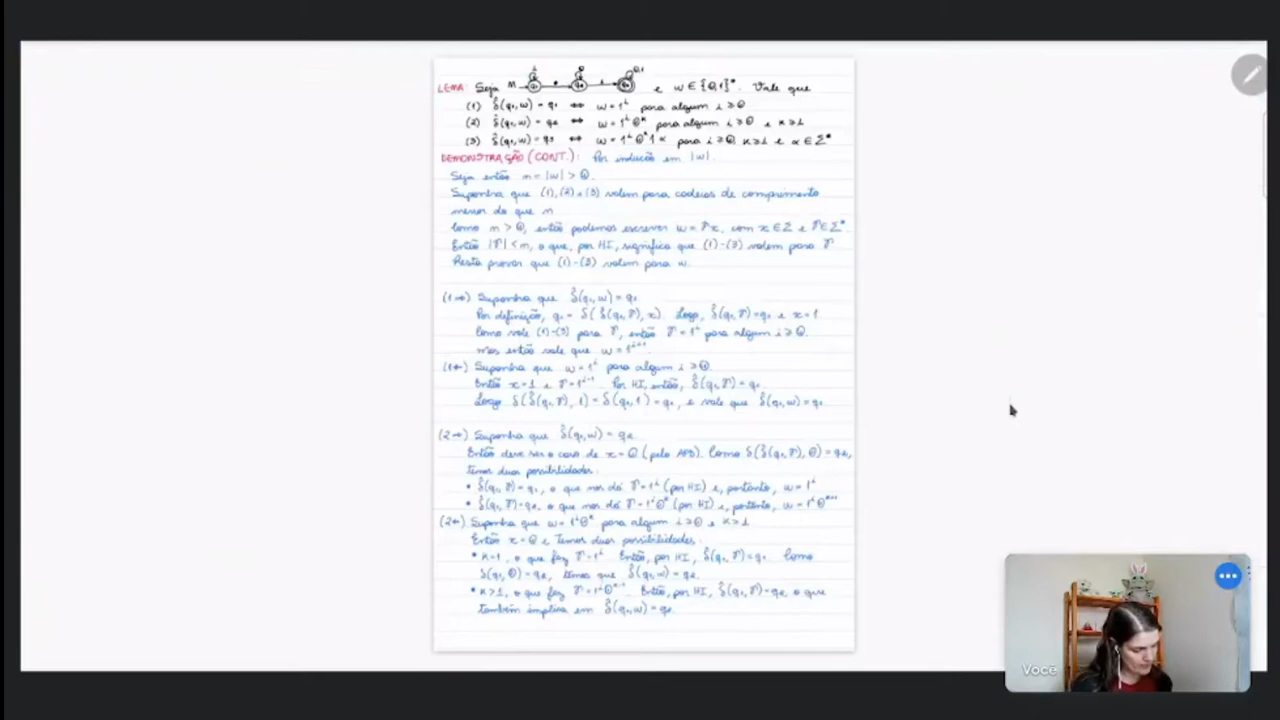 LEMA: Seja M e w ∈ {0,1}*. Vale que
(1) δ̂(q₁,w) = q₁ ⇔ w = 1ⁱ para algum i ≥ 0
(2) δ̂(q₁,w) = q₂ ⇔ w = 1ⁱ0ᵏ para algum i ≥ 0 e k ≥ 1
(3) δ̂(q₁,w) = q₃ ⇔ w = 1ⁱ0ᵏ1α para i ≥ 0, k ≥ 1 e α ∈ Σ*
DEMONSTRAÇÃO (CONT.): Por indução em |w|.
Seja então n = |w| > 0.
Suponha que (1), (2) e (3) valem para cadeias de comprimento
menor do que n
Como n > 0, então podemos escrever w = x, com x ∈ Σ e ∈ Σ*.
Então | | < n, o que, por HI, significa que (1)-(3) valem para
Resta provar que (1)-(3) valem para w.
(1→) Suponha que δ̂(q₁,w) = q₁
Por definição, q₁ = δ(δ̂(q₁, ), x). Logo, δ̂(q₁, ) = q₁ e x = 1
Como vale (1)-(3) para , então = 1ⁱ para algum i ≥ 0.
Mas então vale que w = 1ⁱ⁺¹.
(1←) Suponha que w = 1ⁱ para algum i ≥ 0.
Então x = 1 e = 1ⁱ⁻¹. Por HI, então, δ̂(q₁, ) = q₁
Logo δ(δ̂(q₁, ), 1) = δ(q₁, 1) = q₁, e vale que δ̂(q₁,w) = q₁
(2→) Suponha que δ̂(q₁,w) = q₂.
Então deve ser o caso de x = 0 (pelo AFD). Como δ(δ̂(q₁, ), 0) = q₂,
temos duas possibilidades:
• δ̂(q₁, ) = q₁, o que nos dá = 1ⁱ (por HI) e, portanto, w = 1ⁱ
• δ̂(q₁, ) = q₂, o que nos dá = 1ⁱ0ᵏ (por HI) e, portanto, w = 1ⁱ0ᵏ⁺¹
(2←) Suponha que w = 1ⁱ0ᵏ para algum i ≥ 0 e k ≥ 1
Então x = 0 e temos duas possibilidades.
• k = 1, o que faz = 1ⁱ. Então, por HI, δ̂(q₁, ) = q₁. Como
δ(q₁, 0) = q₂, temos que δ̂(q₁,w) = q₂.
• k > 1, o que faz = 1ⁱ0ᵏ⁻¹. Então, por HI, δ̂(q₁, ) = q₂, o que
também implica em δ̂(q₁,w) = q₂.
Você